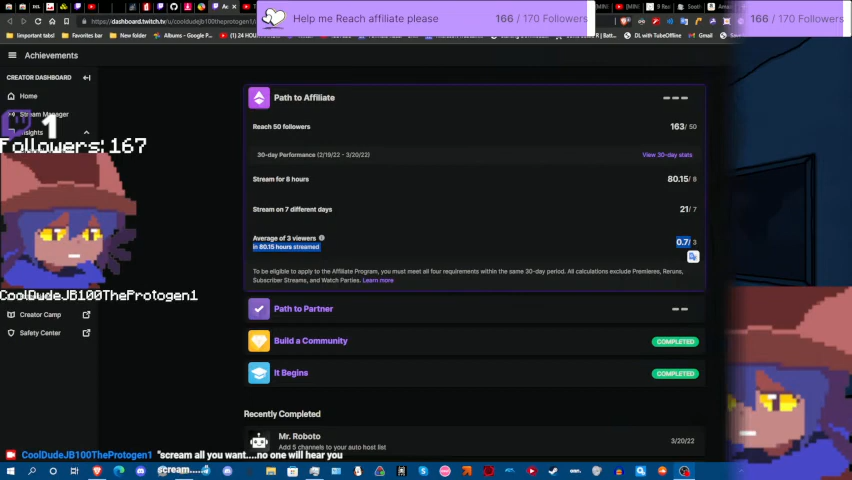 Help me Reach affiliate please
166 / 170 Followers
166 / 170 Followers
https://dashboard.twitch.tv/u/cooldudejb100theprotogen1/
!important tabs!
New folder
Albums - Google P...
Achievements
CREATOR DASHBOARD
Home
Stream Manager
Insights
1
Followers: 167
CoolDudeJB100TheProtogen1
Creator Camp
Safety Center
Path to Affiliate
Reach 50 followers
163/ 50
30-day Performance (2/19/22 - 3/20/22)
View 30-day stats
Stream for 8 hours
80.15/ 8
Stream on 7 different days
21/ 7
Average of 3 viewers
in 80.15 hours streamed
0.7/ 3
To be eligible to apply to the Affiliate Program, you must meet all four requirements within the same 30-day period. All calculations exclude Premieres, Reruns,
Subscriber Streams, and Watch Parties. Learn more
Path to Partner
Build a Community
COMPLETED
It Begins
COMPLETED
Recently Completed
Mr. Roboto
Add 5 channels to your auto host list
3/20/22
CoolDudeJB100TheProtogen1 "scream all you want....no one will hear you
scream.....